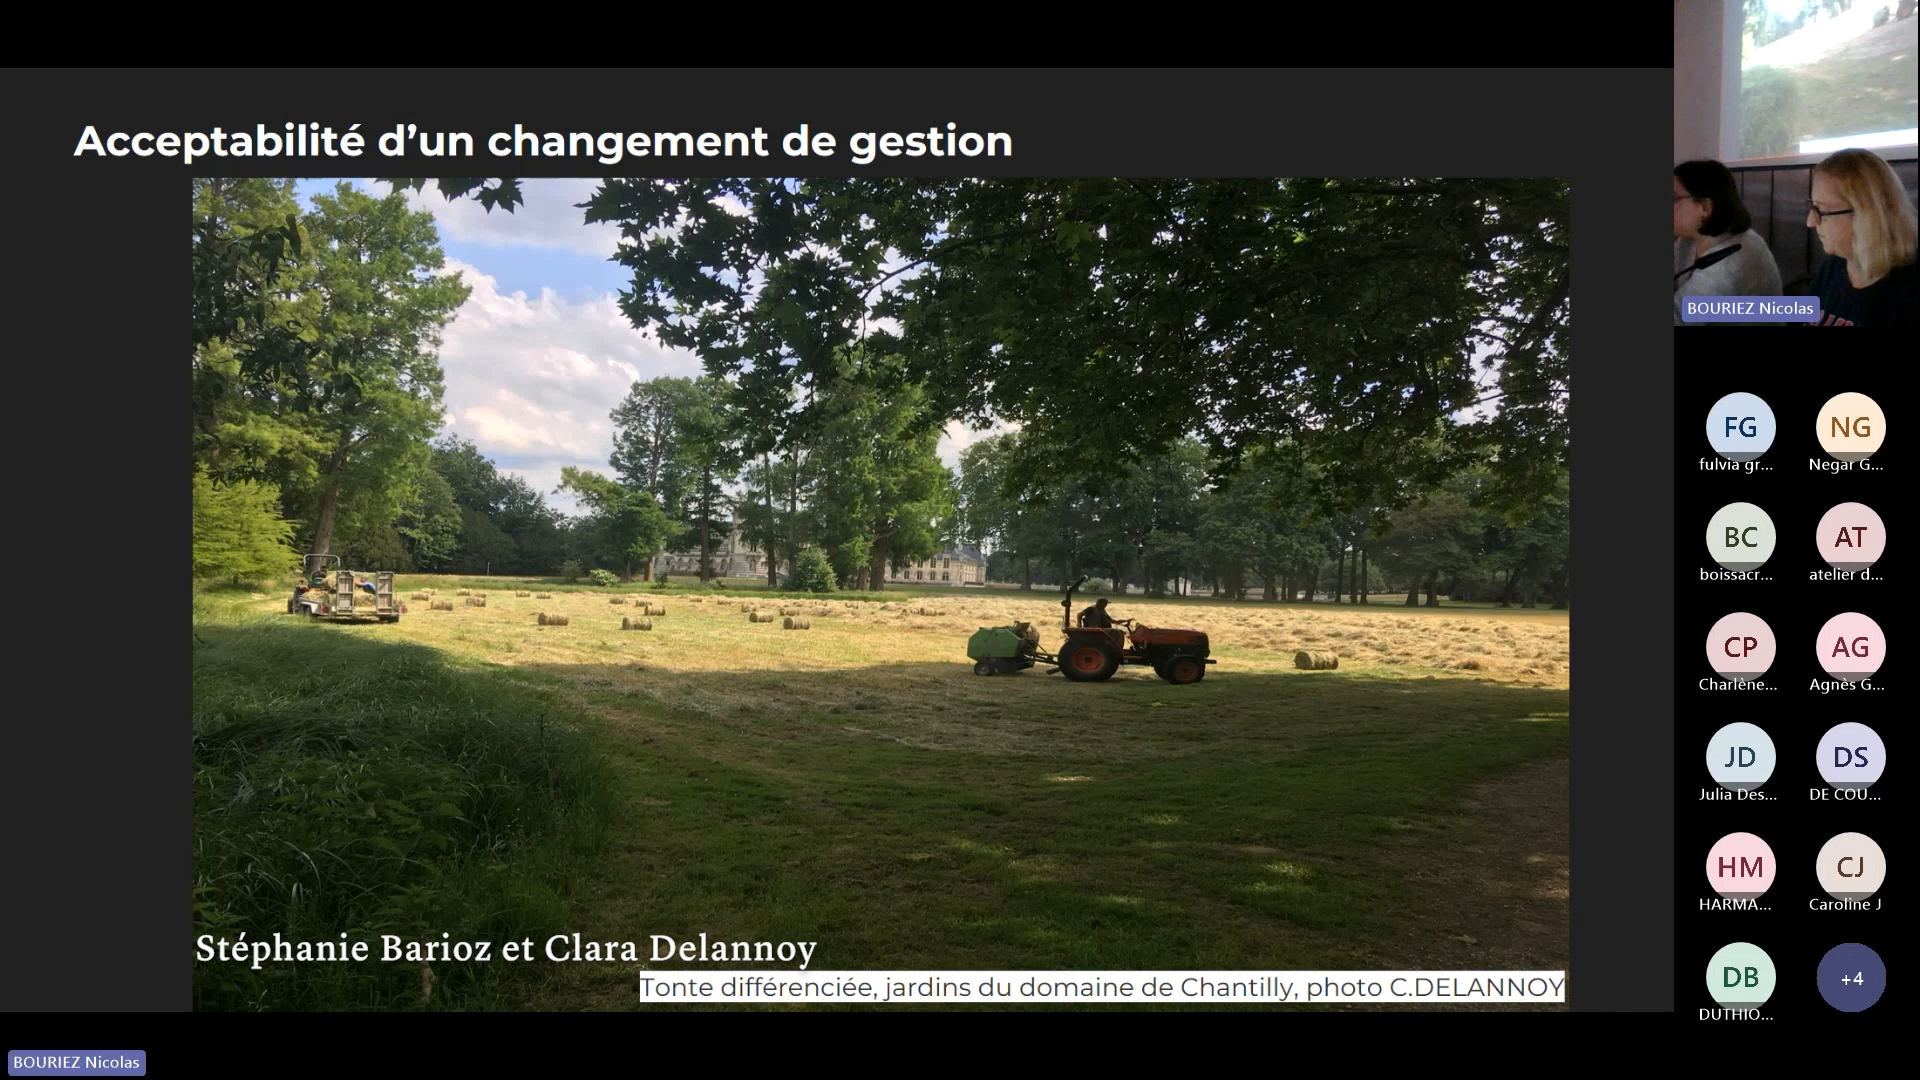 Acceptabilité d’un changement de gestion
Stéphanie Barioz et Clara Delannoy
Tonte différenciée, jardins du domaine de Chantilly, photo C.DELANNOY
BOURIEZ Nicolas
BOURIEZ Nicolas
FG
NG
fulvia gr...
Negar G...
BC
AT
boissacr...
atelier d...
CP
AG
Charlène...
Agnès G...
JD
DS
Julia Des...
DE COU...
HM
CJ
HARMA...
Caroline J
DB
+4
DUTHIO...